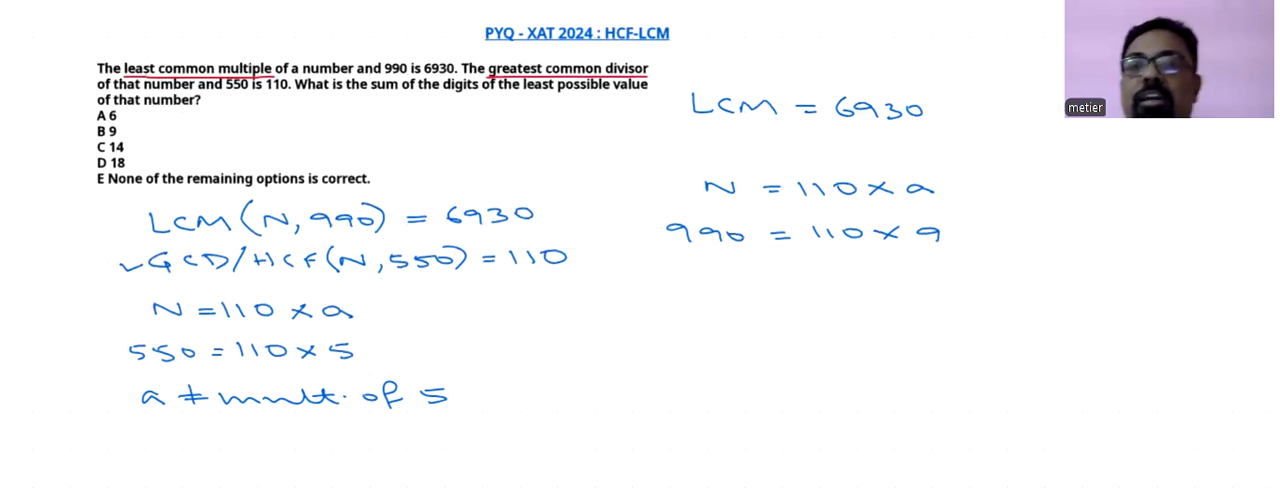 PYQ - XAT 2024 : HCF-LCM
The least common multiple of a number and 990 is 6930. The greatest common divisor
of that number and 550 is 110. What is the sum of the digits of the least possible value
of that number?
A 6
B 9
C 14
D 18
E None of the remaining options is correct.
LCM (N, 990) = 6930
✓ GCD/HCF(N, 550) = 110
N = 110 × a
550 = 110 × 5
a ≠ mult. of 5
LCM = 6930
N = 110 × a
990 = 110 × 9
metier